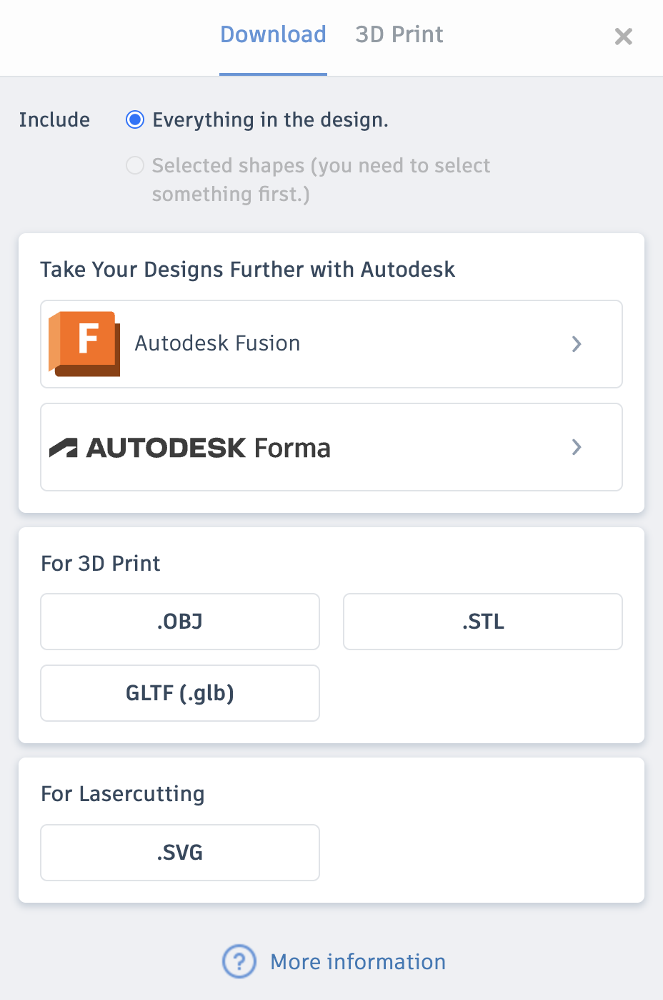 Download 3D Print
Include Everything in the design.
Selected shapes (you need to select
something first.)
Take Your Designs Further with Autodesk
F Autodesk Fusion
AUTODESK Forma
For 3D Print
.OBJ .STL
GLTF (.glb)
For Lasercutting
.SVG
? More information